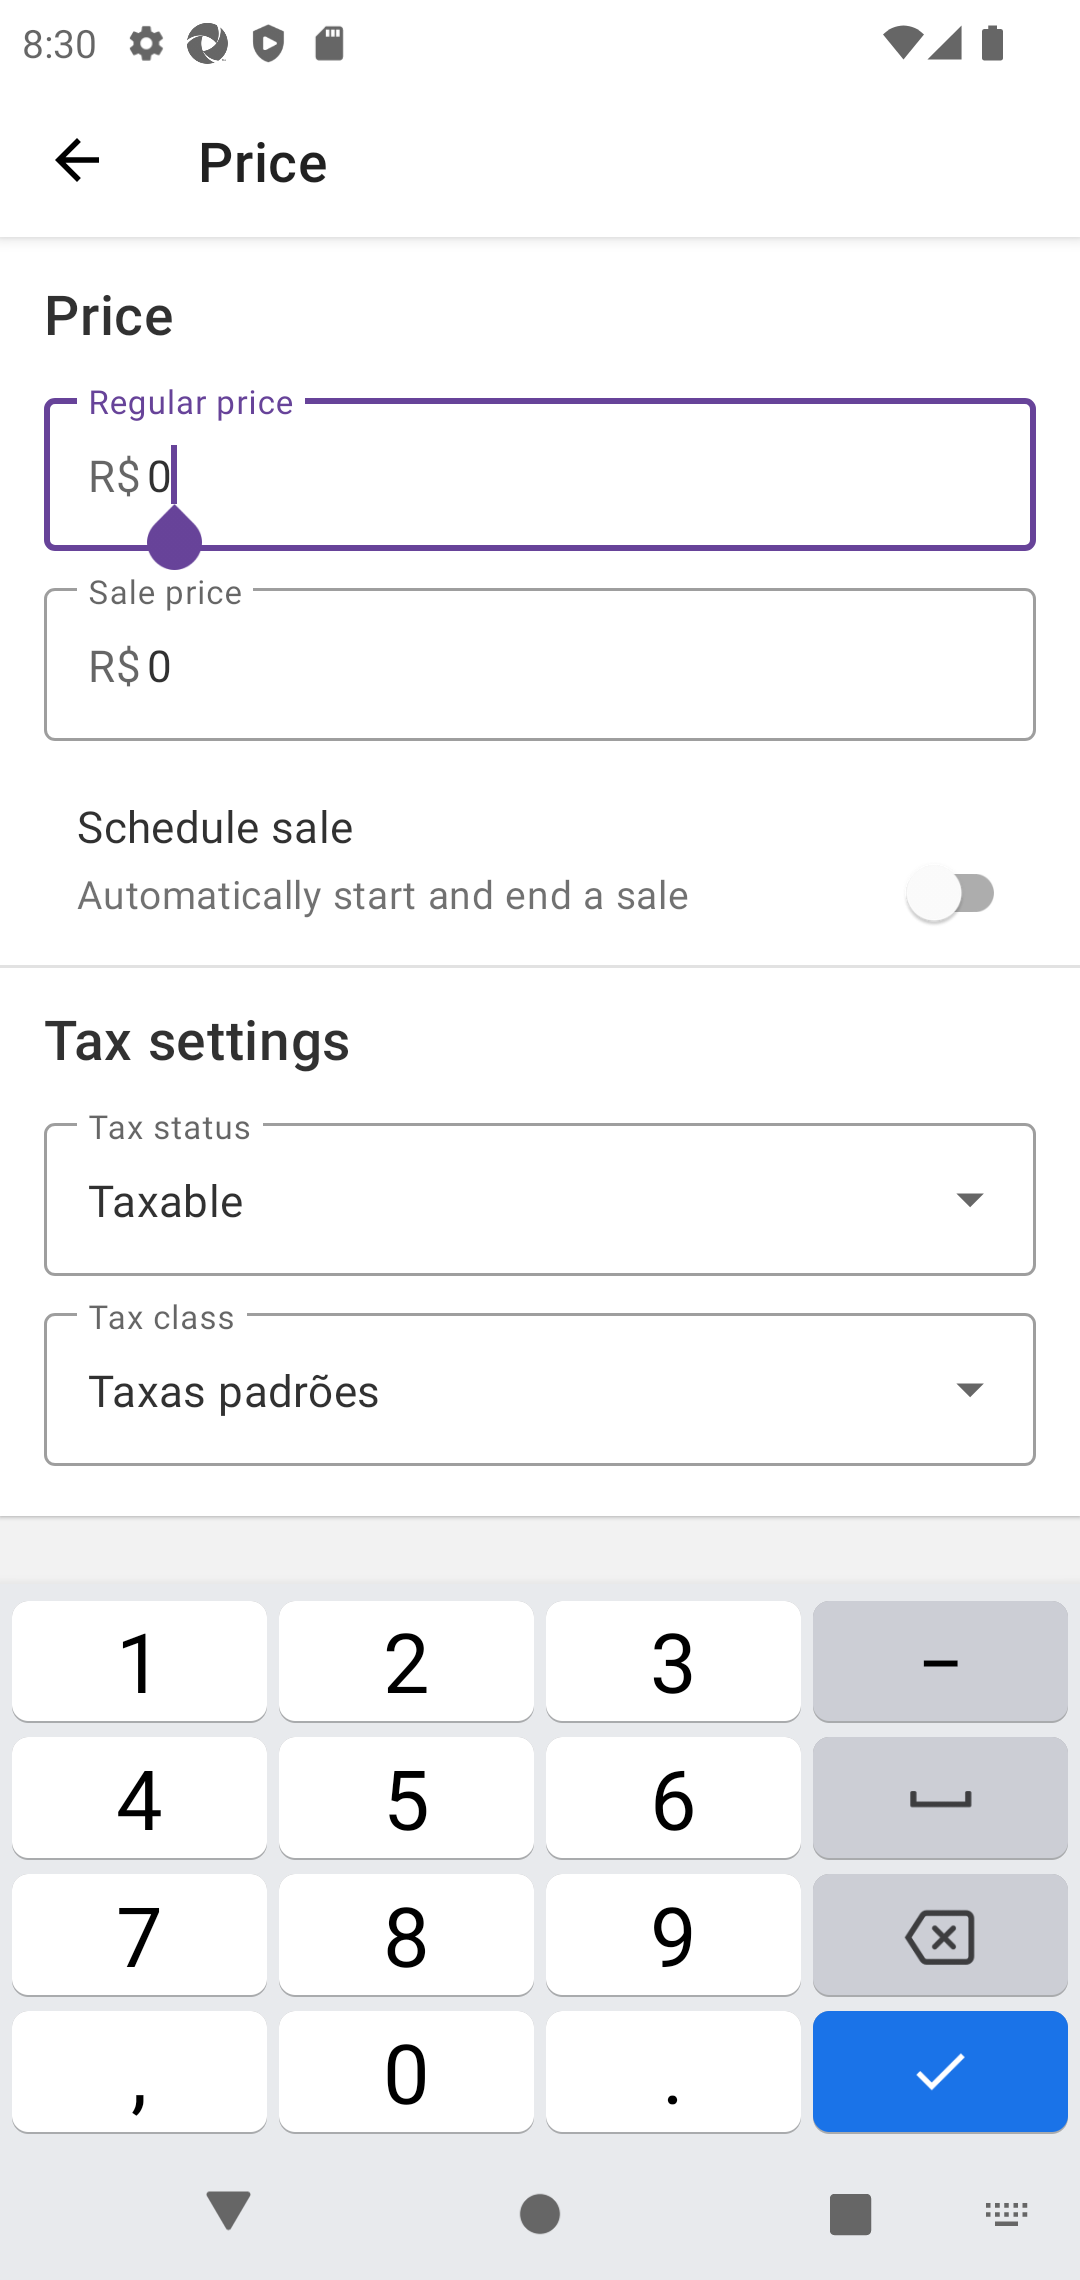 8:30
Price
Price
Regular price
R$ 0
Sale price
R$ 0
Schedule sale
Automatically start and end a sale
Tax settings
Tax status
Taxable
Tax class
Taxas padrões
1 2 3 –
4 5 6
7 8 9
, 0 .